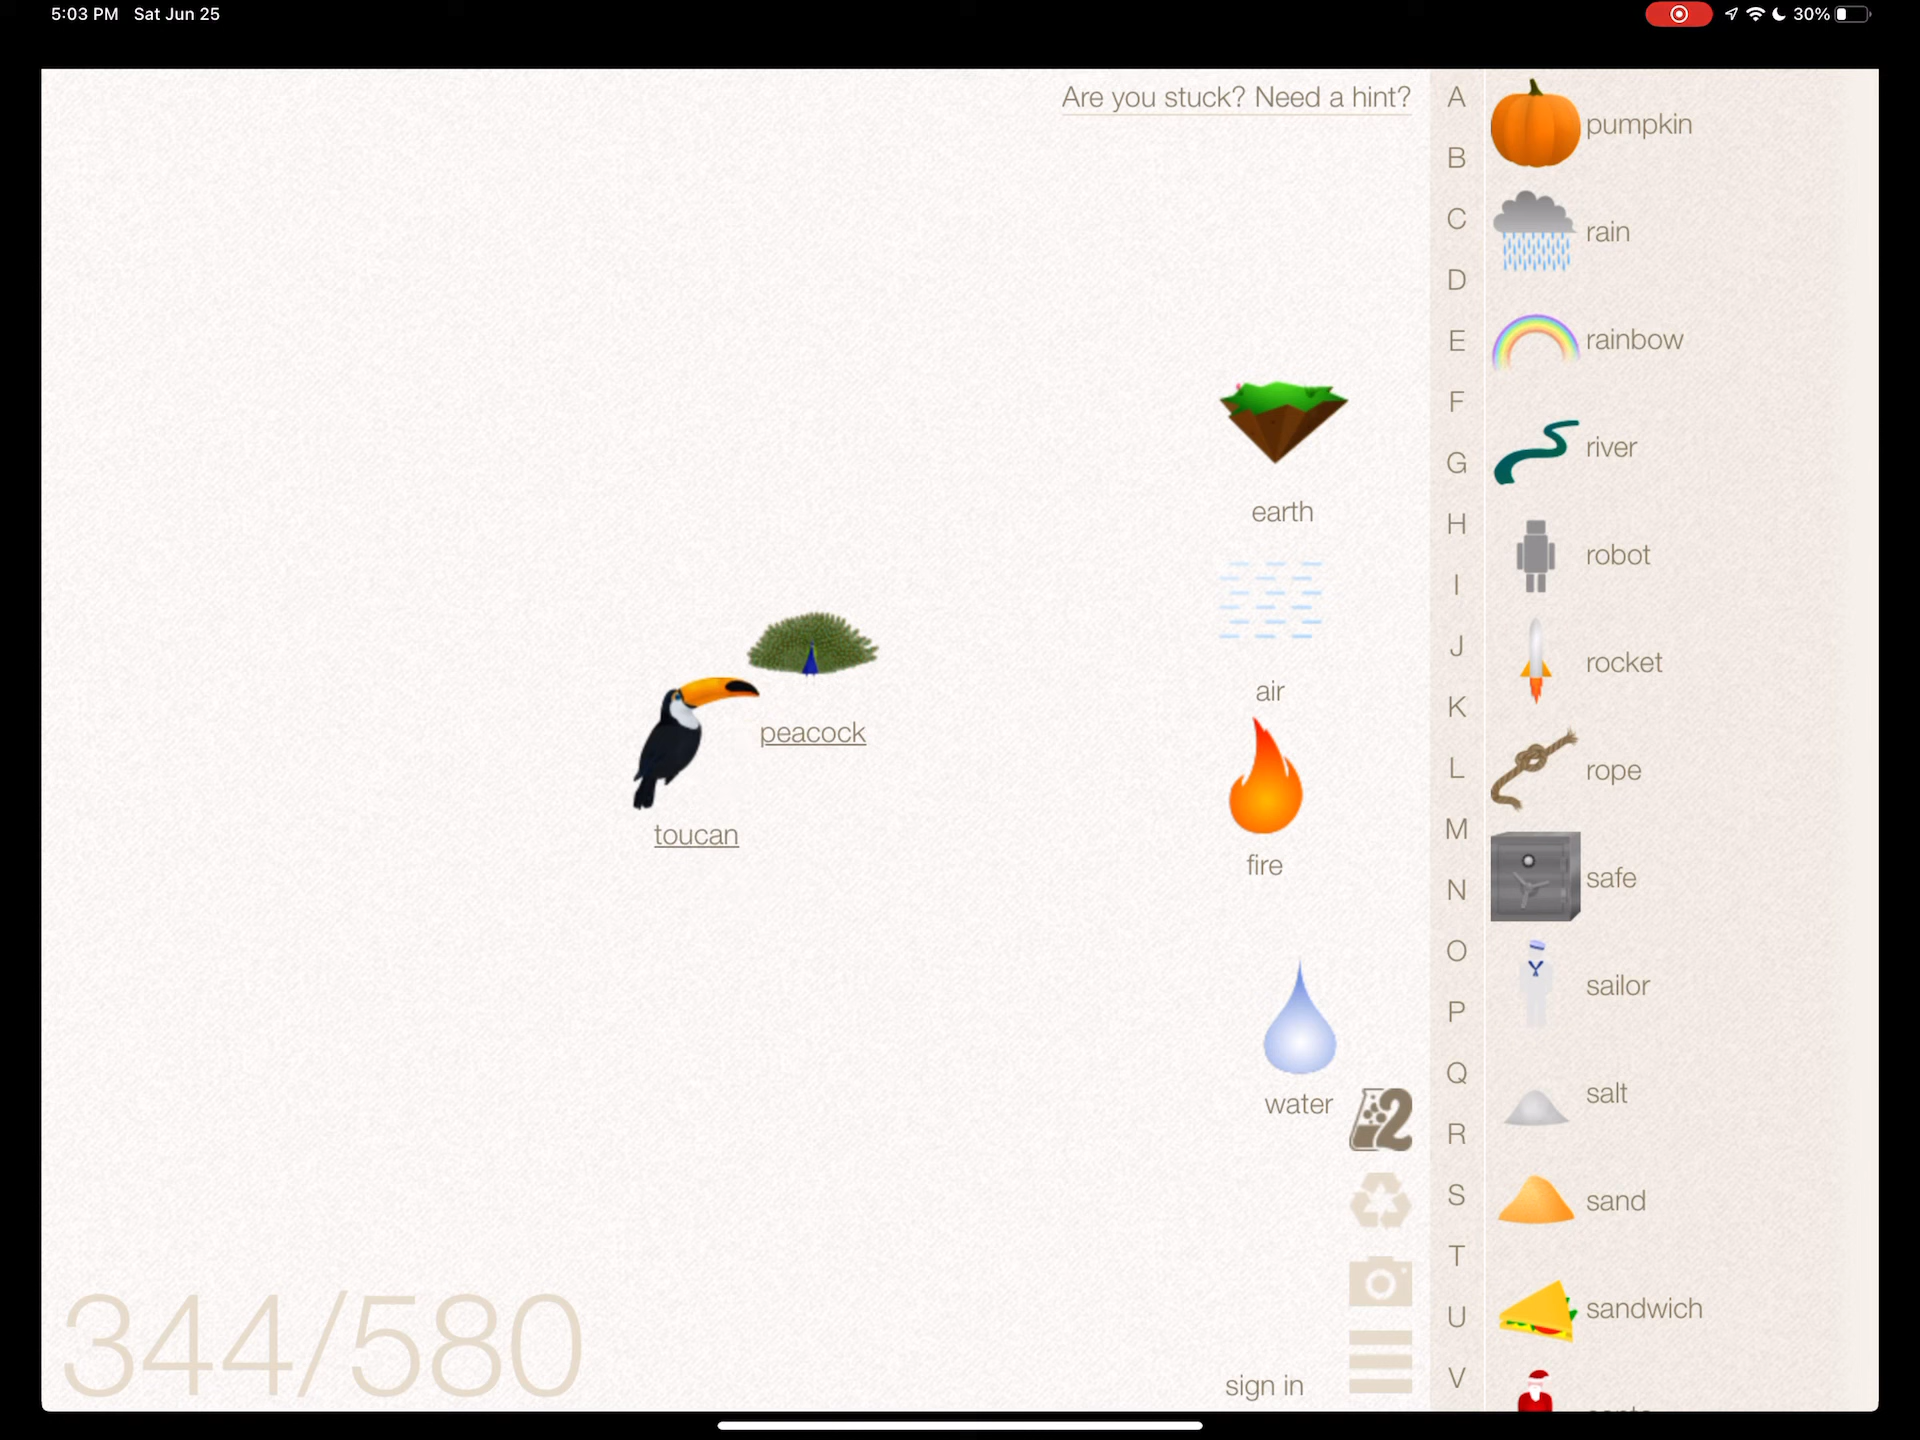 5:03 PM Sat Jun 25
30%
Are you stuck? Need a hint?
A
B
C
D
E
F
G
H
I
J
K
L
M
N
O
P
Q
R
S
T
U
V
pumpkin
rain
rainbow
river
robot
rocket
rope
safe
sailor
salt
sand
sandwich
earth
air
fire
water
2
peacock
toucan
344/580
sign in